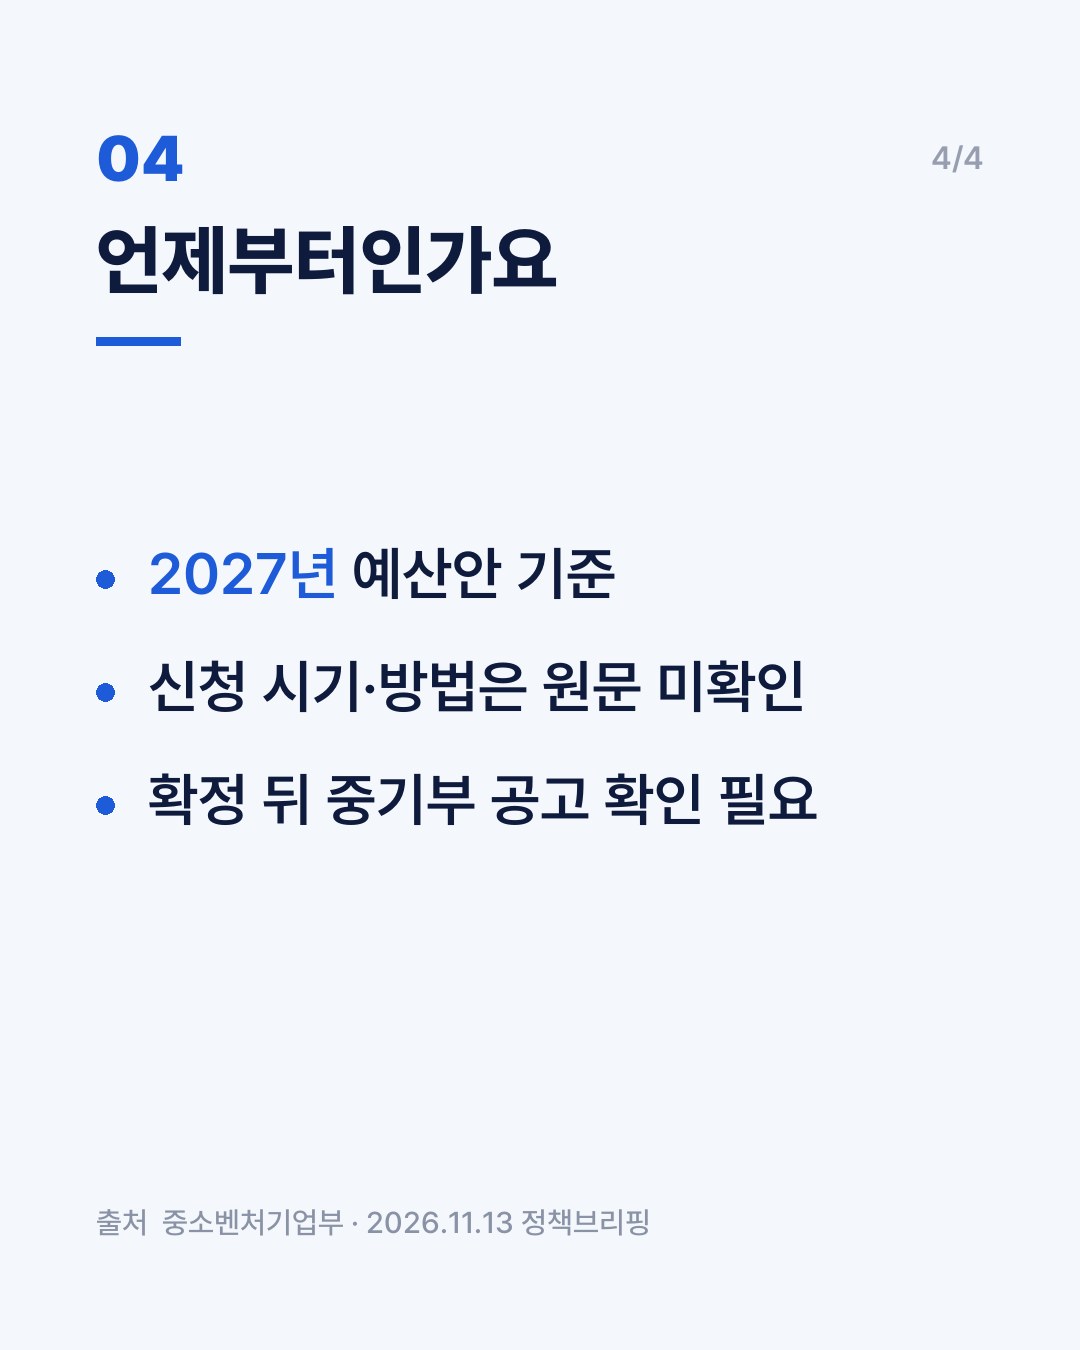 04
4/4
언제부터인가요
2027년 예산안 기준
신청 시기·방법은 원문 미확인
확정 뒤 중기부 공고 확인 필요
출처 중소벤처기업부 · 2026.11.13 정책브리핑